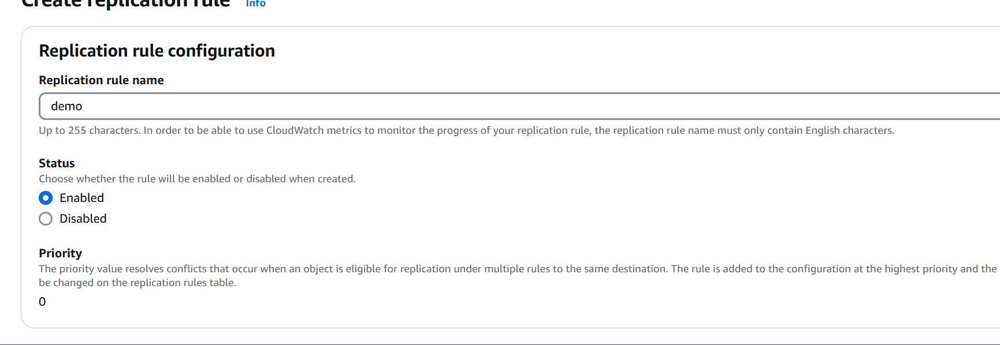 Create replication rule Info
Replication rule configuration
Replication rule name
demo
Up to 255 characters. In order to be able to use CloudWatch metrics to monitor the progress of your replication rule, the replication rule name must only contain English characters.
Status
Choose whether the rule will be enabled or disabled when created.
Enabled
Disabled
Priority
The priority value resolves conflicts that occur when an object is eligible for replication under multiple rules to the same destination. The rule is added to the configuration at the highest priority and the
be changed on the replication rules table.
0